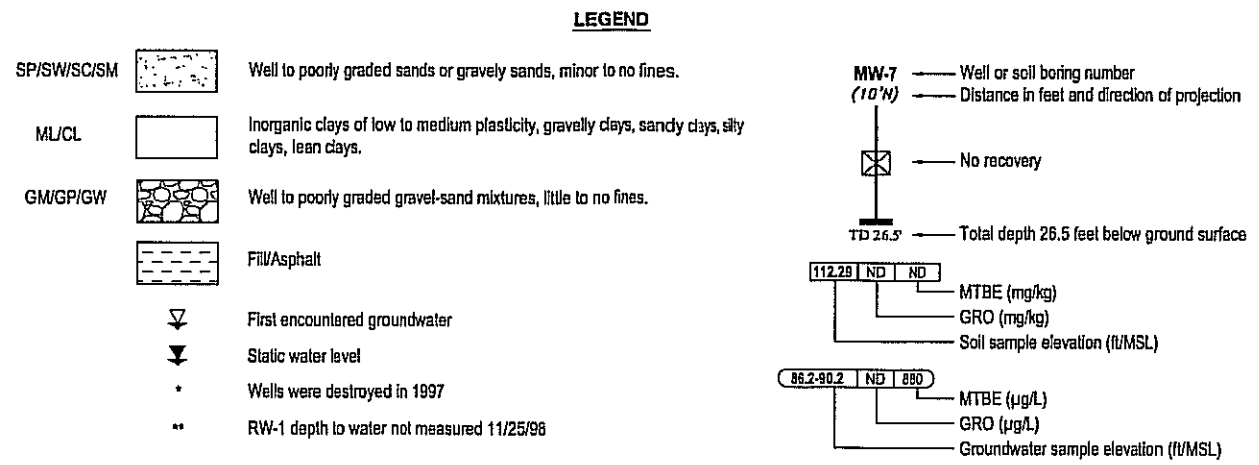 LEGEND
SP/SW/SC/SM
Well to poorly graded sands or gravely sands, minor to no fines.
ML/CL
Inorganic clays of low to medium plasticity, gravelly clays, sandy clays, silty
clays, lean clays.
GM/GP/GW
Well to poorly graded gravel-sand mixtures, little to no fines.
Fill/Asphalt
First encountered groundwater
Static water level
* Wells were destroyed in 1997
** RW-1 depth to water not measured 11/25/98
MW-7 Well or soil boring number
(10'N) Distance in feet and direction of projection
No recovery
TD 26.5' Total depth 26.5 feet below ground surface
112.29 ND ND
MTBE (mg/kg)
GRO (mg/kg)
Soil sample elevation (ft/MSL)
86.2-90.2 ND 880
MTBE (µg/L)
GRO (µg/L)
Groundwater sample elevation (ft/MSL)